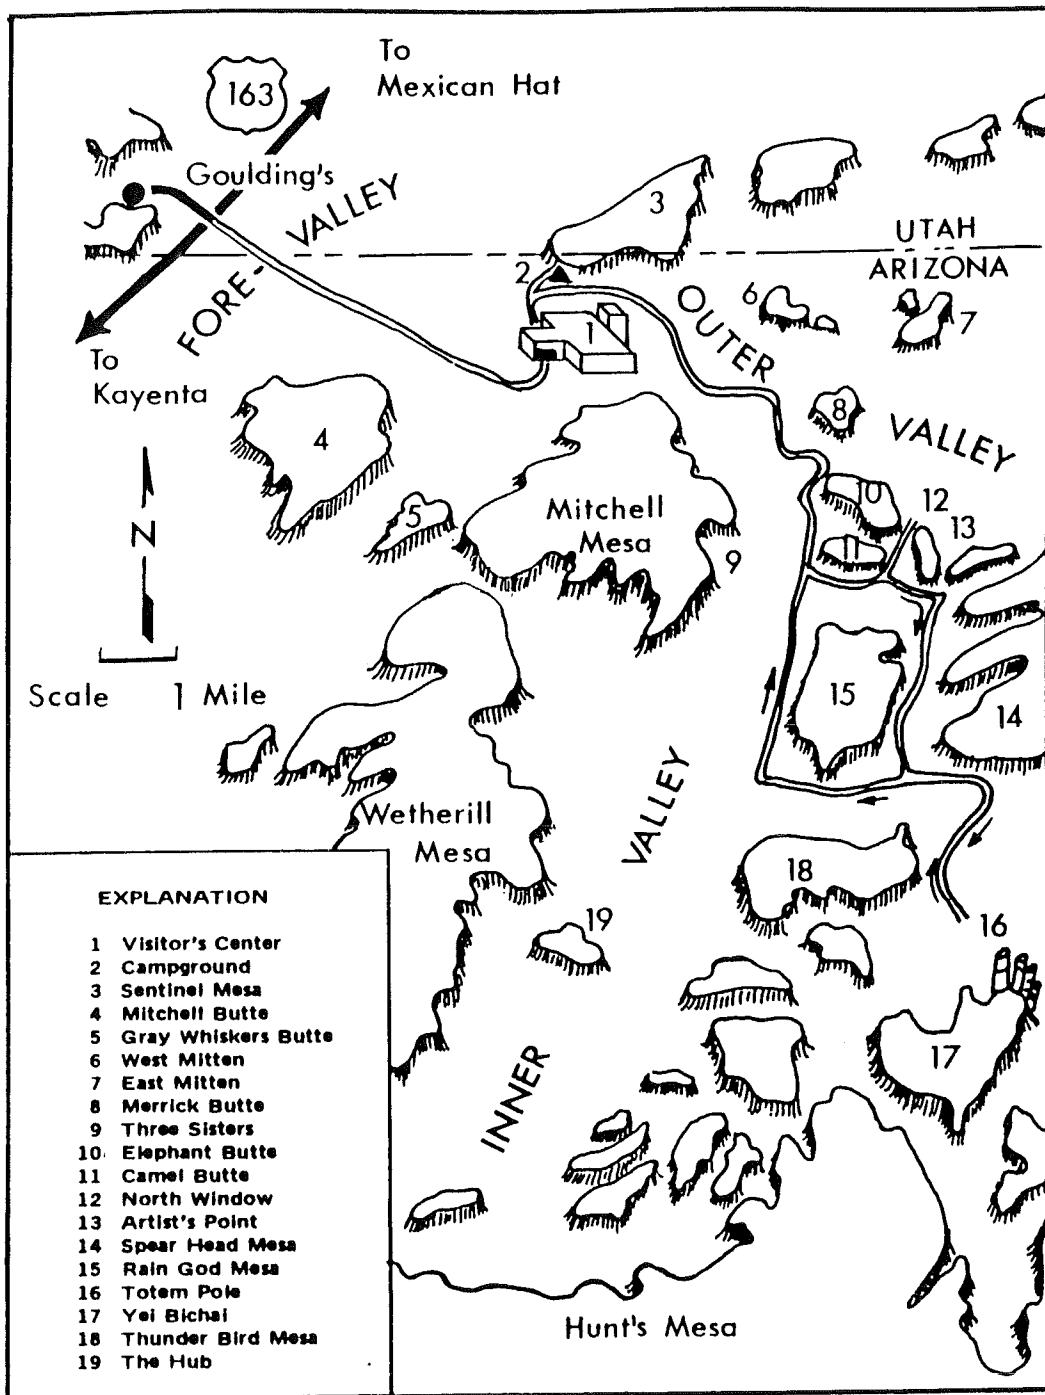 To
Mexican Hat
163
Goulding's
FORE-VALLEY
3
UTAH
ARIZONA
2
OUTER
VALLEY
6
7
1
To
Kayenta
8
4
10
12
5
Mitchell
Mesa
13
11
9
N
15
14
Scale 1 Mile
VALLEY
INNER
Wetherill
Mesa
18
19
16
17
Hunt's Mesa
EXPLANATION
1 Visitor's Center
2 Campground
3 Sentinel Mesa
4 Mitchell Butte
5 Gray Whiskers Butte
6 West Mitten
7 East Mitten
8 Merrick Butte
9 Three Sisters
10 Elephant Butte
11 Camel Butte
12 North Window
13 Artist's Point
14 Spear Head Mesa
15 Rain God Mesa
16 Totem Pole
17 Yei Bichai
18 Thunder Bird Mesa
19 The Hub